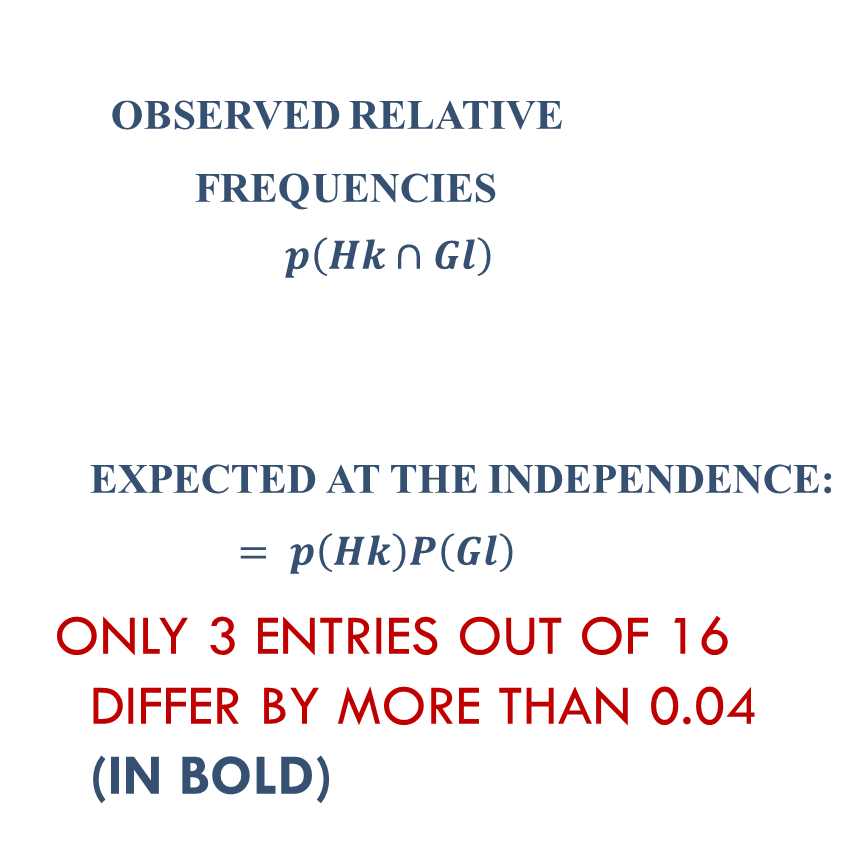 OBSERVED RELATIVE
FREQUENCIES
p(Hk ∩ Gl)
EXPECTED AT THE INDEPENDENCE:
= p(Hk)P(Gl)
ONLY 3 ENTRIES OUT OF 16
DIFFER BY MORE THAN 0.04
(IN BOLD)